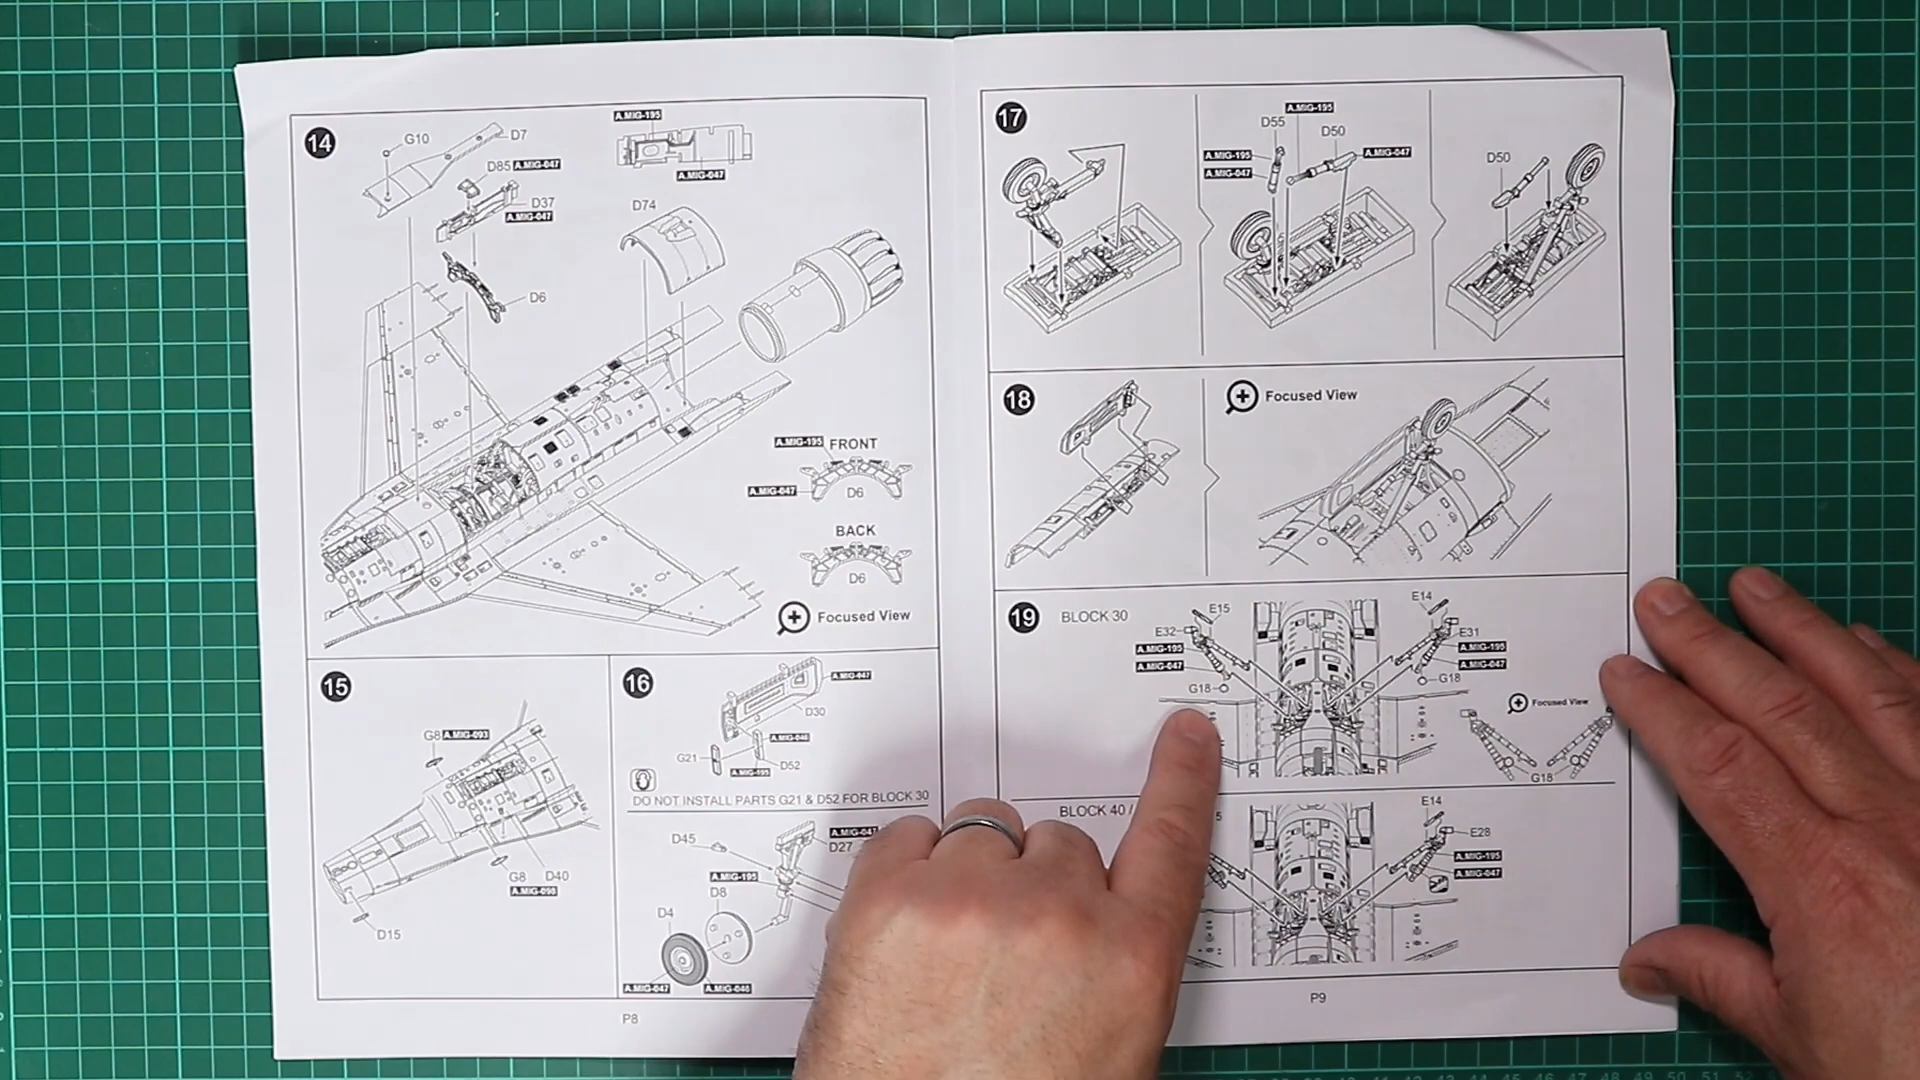 14
G10
D7
D85 A.MIG-047
D37
A.MIG-047
D6
A.MIG-195
A.MIG-047
D74
A.MIG-195 FRONT
A.MIG-047
D6
BACK
D6
Focused View
15
G8 A.MIG-093
G8
D40
D15
16
A.MIG-047
D30
A.MIG-046
G21
D52
A.MIG-195
DO NOT INSTALL PARTS G21 & D52 FOR BLOCK 30
D45
A.MIG-047
D27
A.MIG-195
D8
D4
A.MIG-047
A.MIG-046
P8
17
A.MIG-195
D55
D50
A.MIG-195
A.MIG-047
A.MIG-047
D50
18
Focused View
19
BLOCK 30
E15
E14
E32
E31
A.MIG-195
A.MIG-047
A.MIG-195
A.MIG-047
G18
G18
Focused View
G18
BLOCK 40 /
E14
E28
A.MIG-195
A.MIG-047
P9